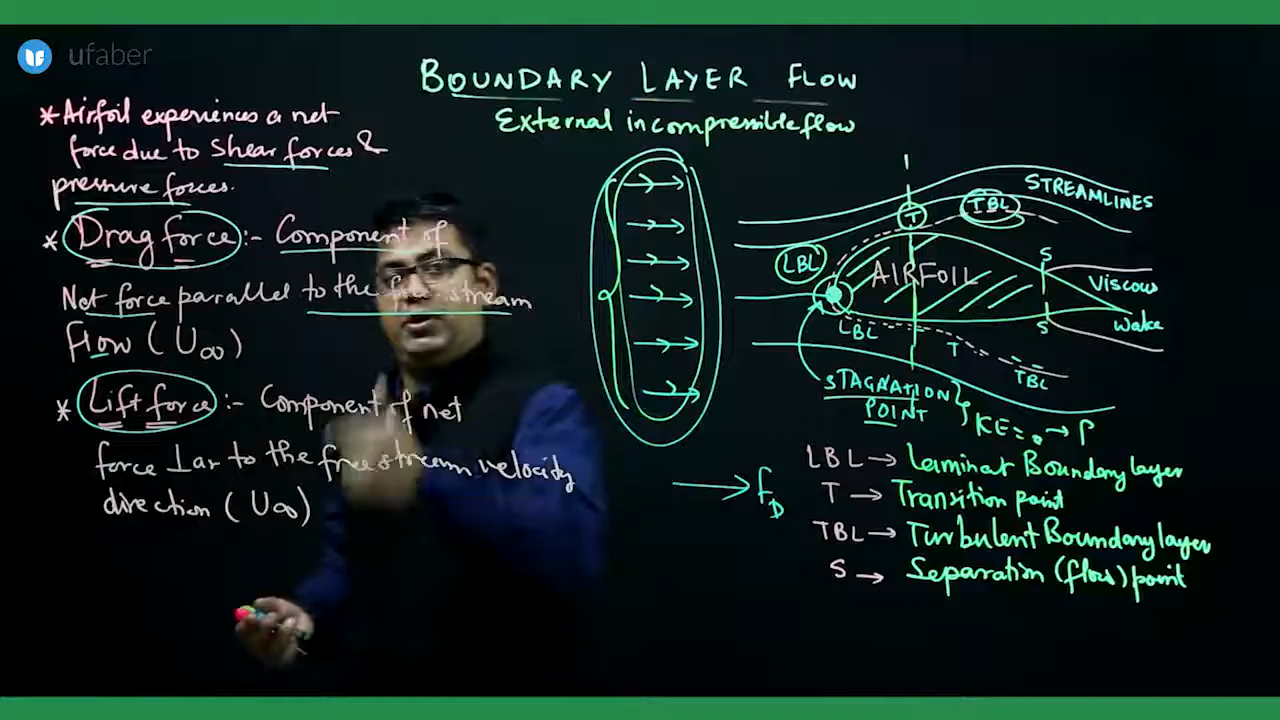 ufaber
BOUNDARY LAYER FLOW
External incompressible flow
* Airfoil experiences a net
force due to shear forces &
pressure forces.
* Drag force :- Component of
Net force parallel to the free stream
flow (U∞)
* Lift force :- Component of net
force ⊥ar to the free stream velocity
direction (U∞)
STREAMLINES
T
TBL
LBL
AIRFOIL
S
Viscous
Wake
S
LBL
T
TBL
STAGNATION
POINT
KE=0 → P
→ F_D
LBL → Laminar Boundary layer
T → Transition point
TBL → Turbulent Boundary layer
S → Separation (flow) point